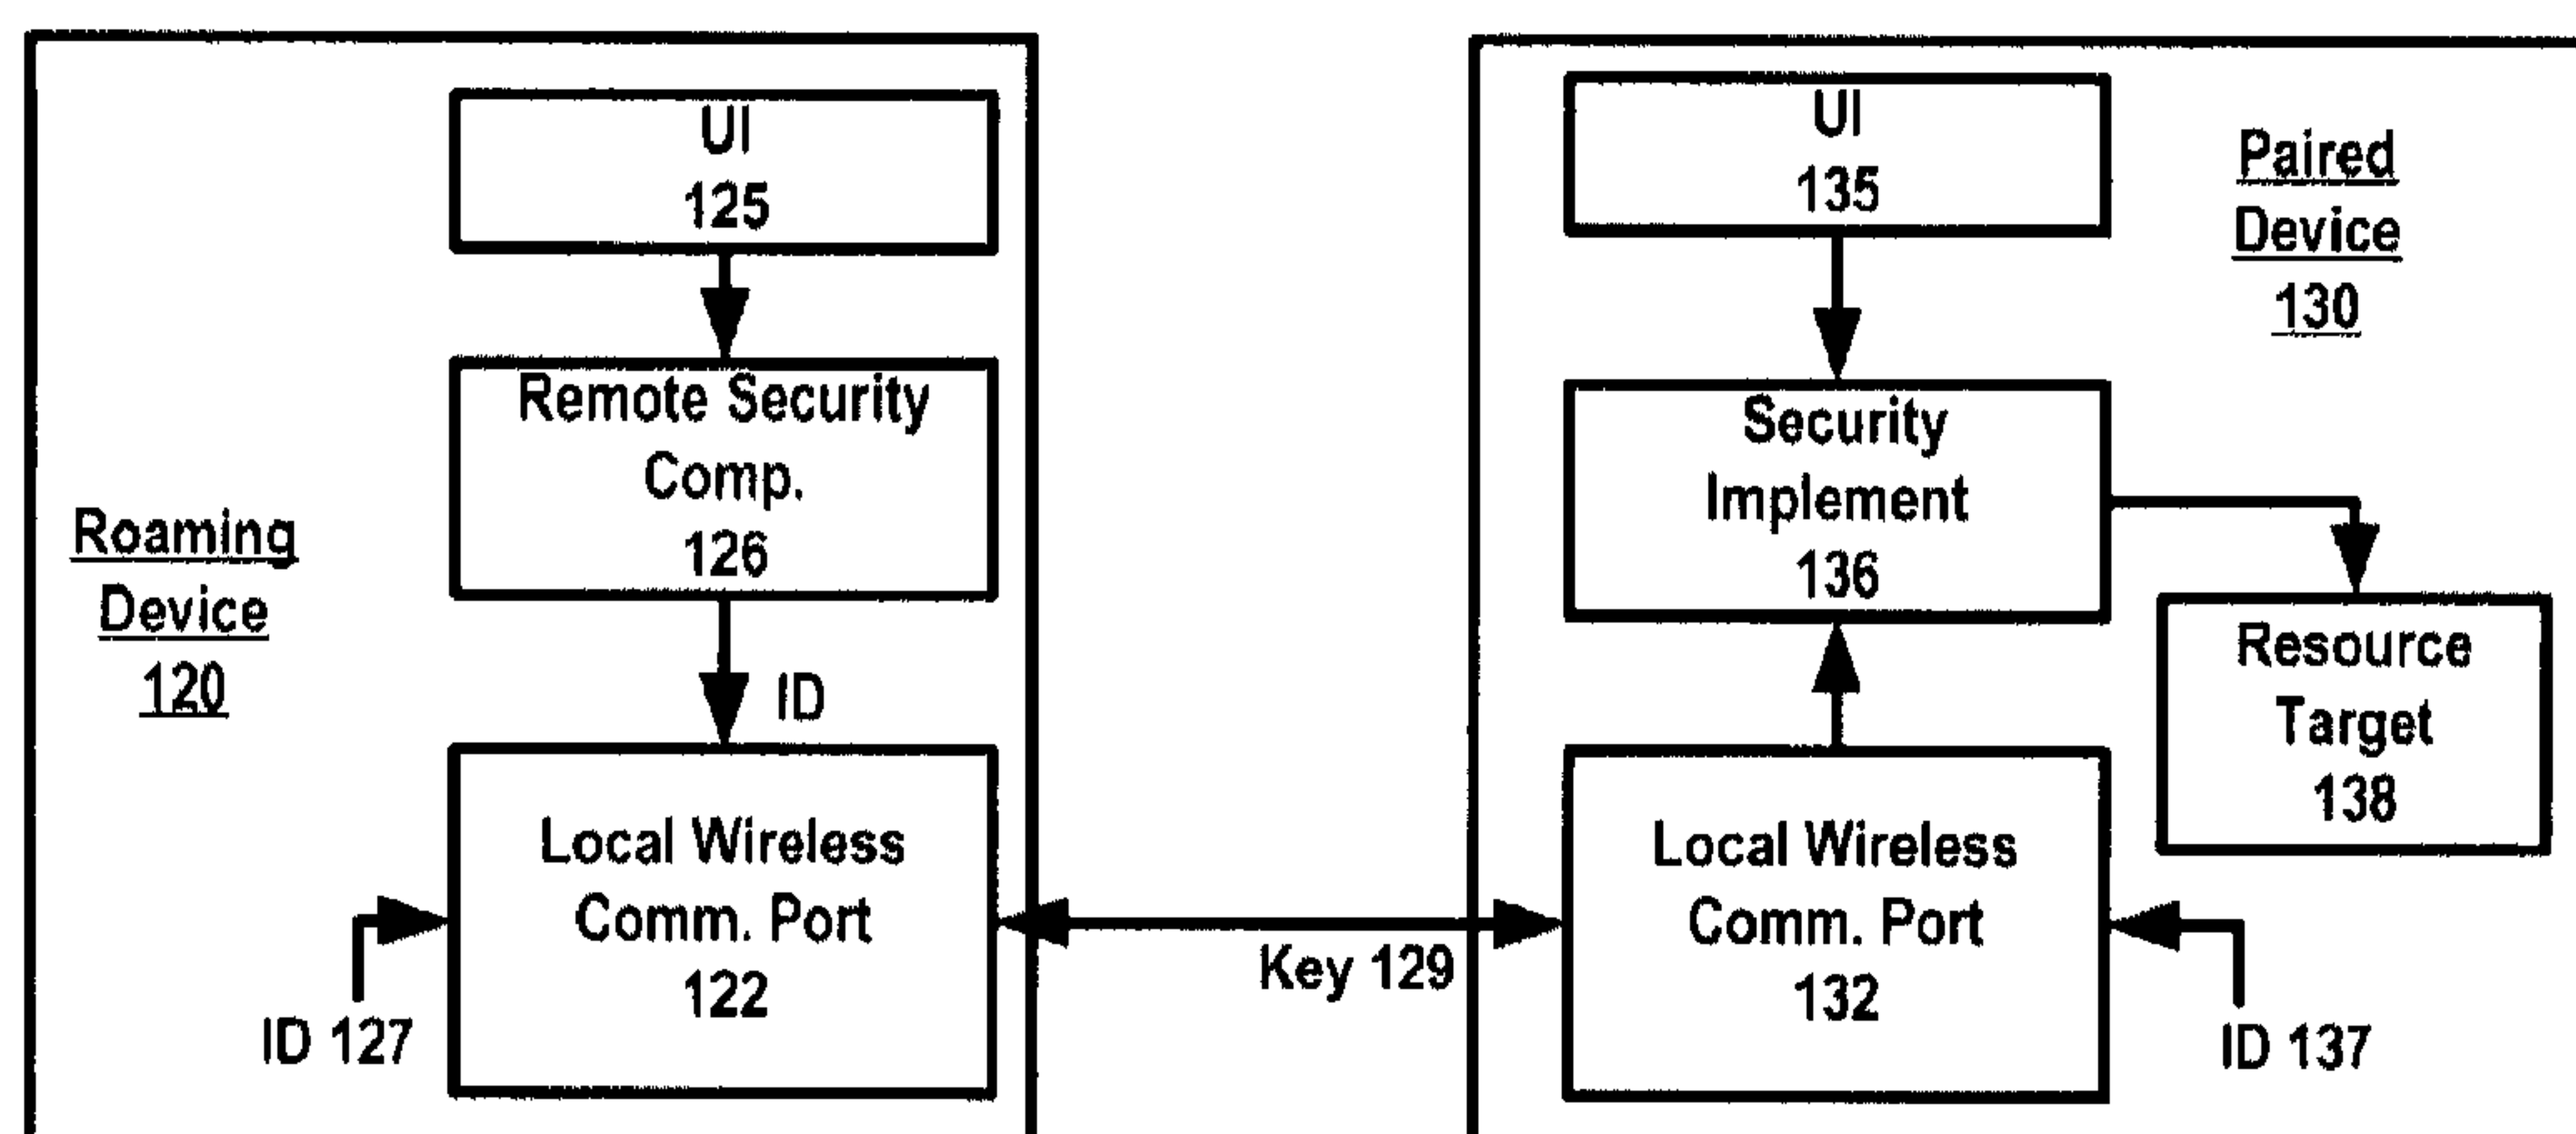 UI
125
Remote Security
Comp.
126
Roaming
Device
120
ID
Local Wireless
Comm. Port
122
ID 127
Key 129
UI
135
Paired
Device
130
Security
Implement
136
Resource
Target
138
Local Wireless
Comm. Port
132
ID 137